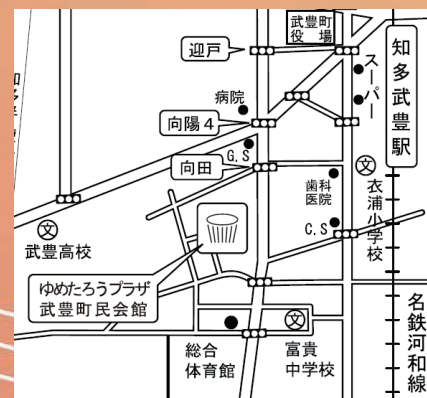 武豊町
役場
迎戸
スーパー
知多武豊駅
病院
向陽4
G.S
向田
文
衣浦小学校
歯科
医院
C.S
文
武豊高校
ゆめたろうプラザ
武豊町民会館
名鉄河和線
総合
体育館
文
富貴
中学校